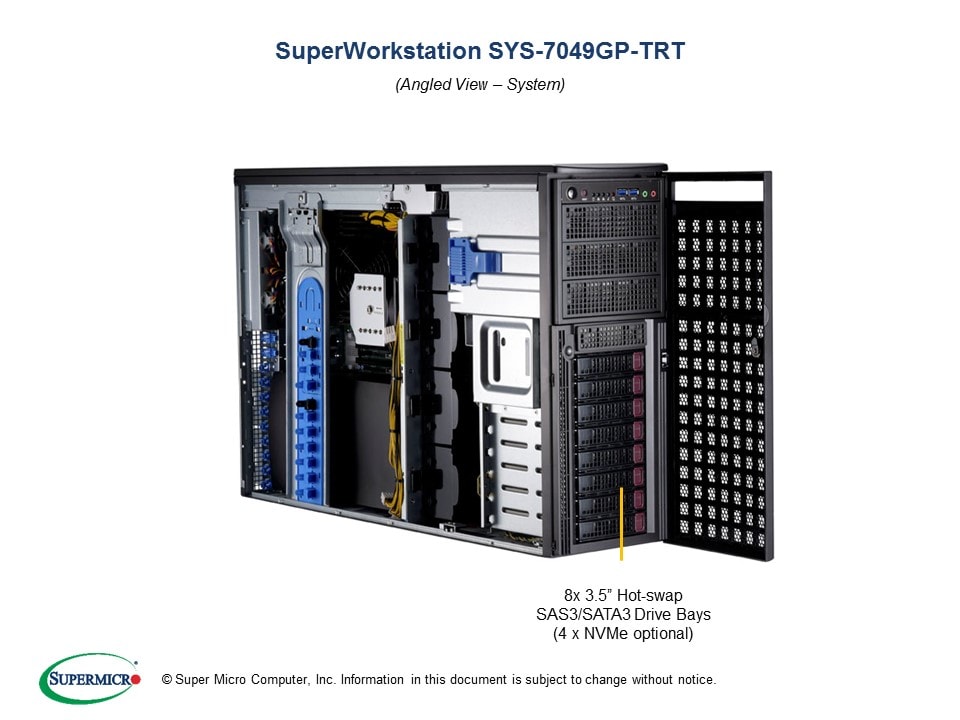 SuperWorkstation SYS-7049GP-TRT
(Angled View – System)
8x 3.5” Hot-swap
SAS3/SATA3 Drive Bays
(4 x NVMe optional)
SUPERMICRO
© Super Micro Computer, Inc. Information in this document is subject to change without notice.